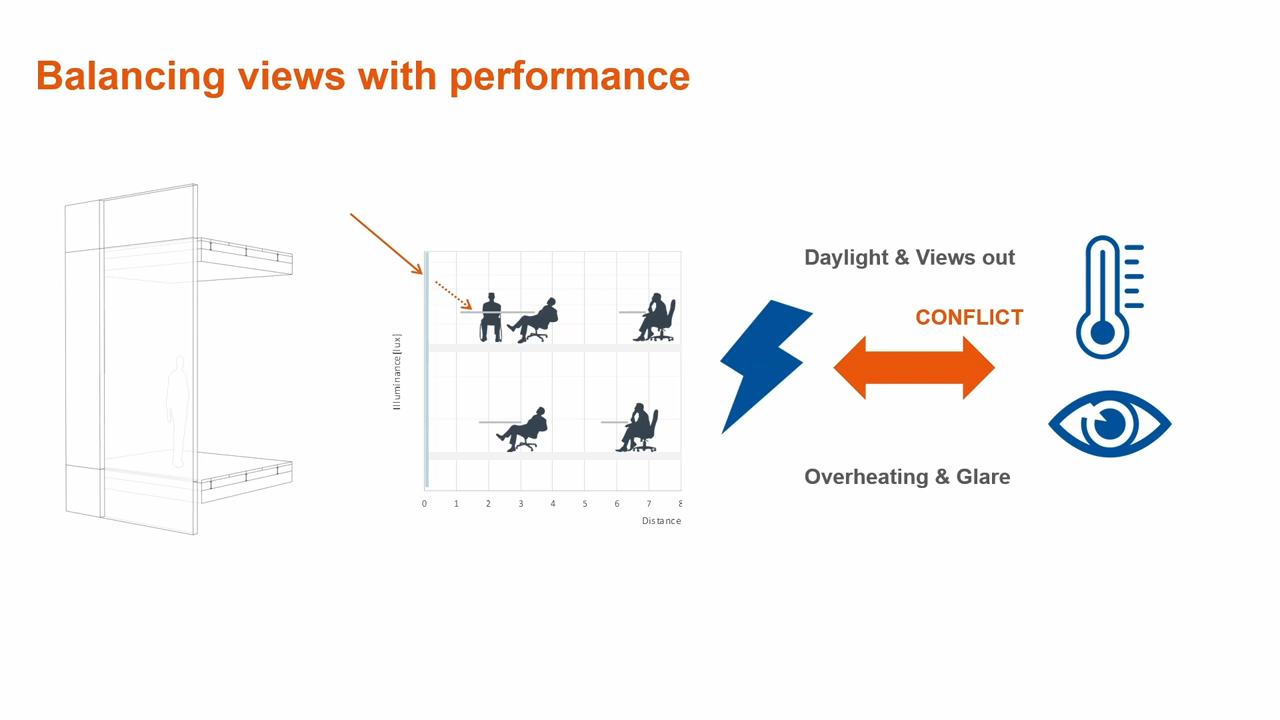 Balancing views with performance
Illuminance[lux]
0 1 2 3 4 5 6 7 8
Distance
Daylight & Views out
CONFLICT
Overheating & Glare